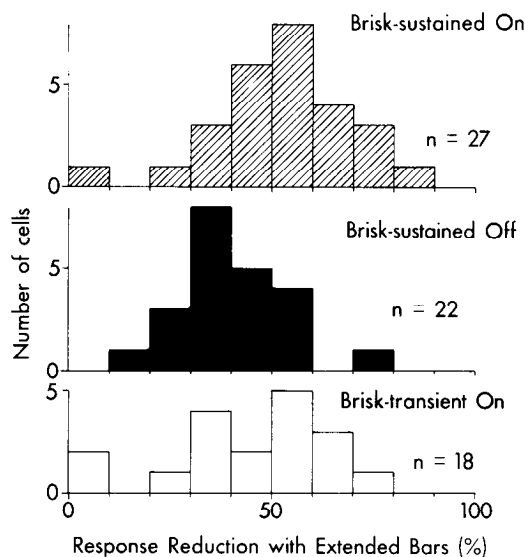 Brisk-sustained On
5
n = 27
0
Brisk-sustained Off
5
n = 22
0
Number of cells
5
Brisk-transient On
n = 18
0
0 50 100
Response Reduction with Extended Bars (%)